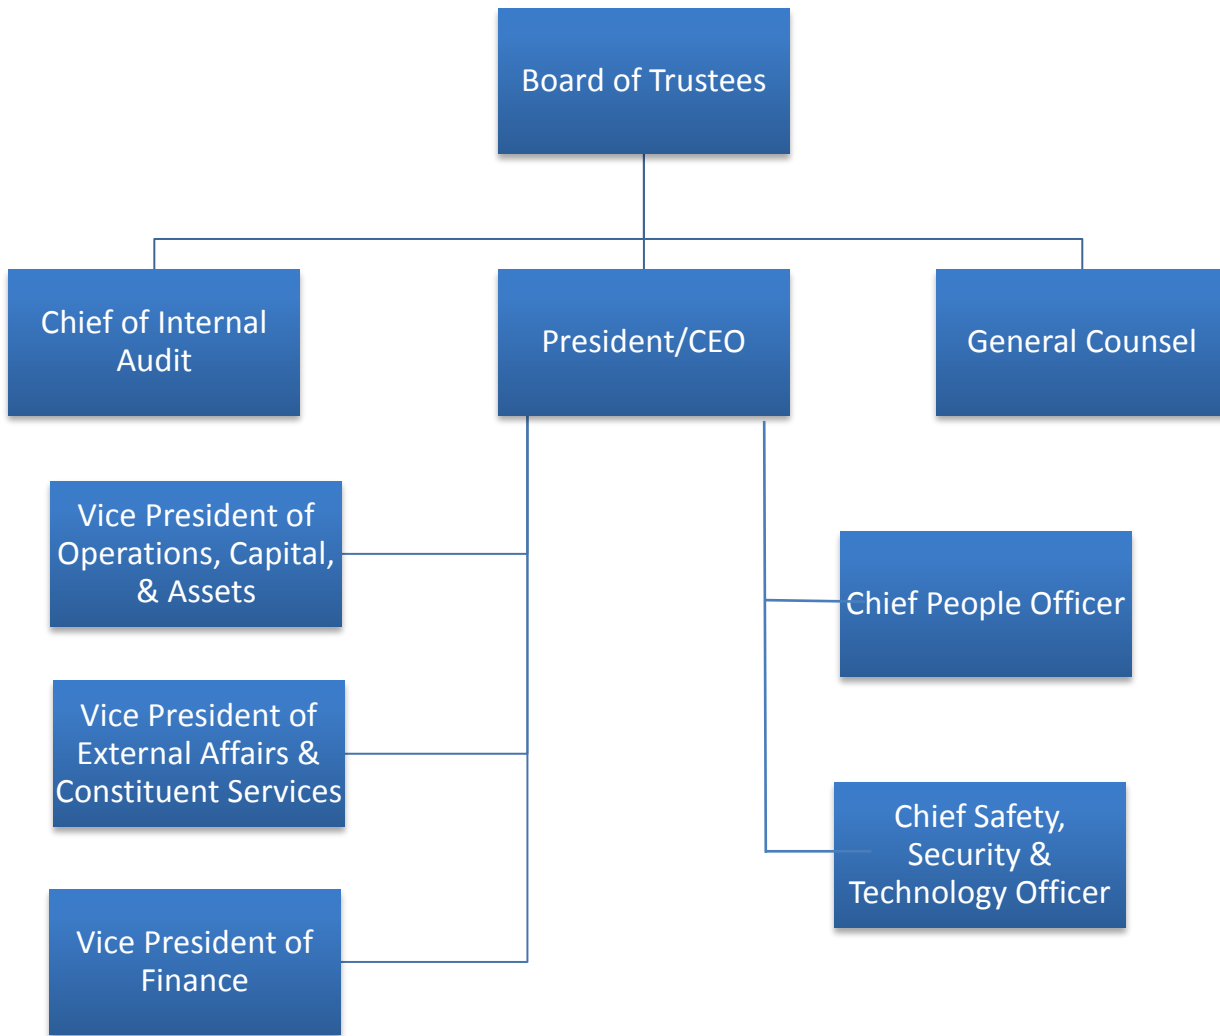 Board of Trustees
Chief of Internal
Audit
President/CEO
General Counsel
Vice President of
Operations, Capital,
& Assets
Chief People Officer
Vice President of
External Affairs &
Constituent Services
Chief Safety,
Security &
Technology Officer
Vice President of
Finance